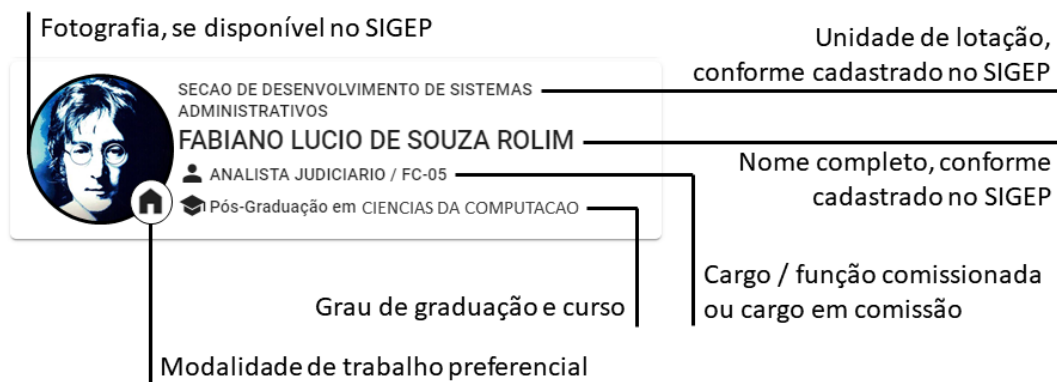 Fotografia, se disponível no SIGEP
Unidade de lotação,
conforme cadastrado no SIGEP
SECAO DE DESENVOLVIMENTO DE SISTEMAS
ADMINISTRATIVOS
FABIANO LUCIO DE SOUZA ROLIM
ANALISTA JUDICIARIO / FC-05
Pós-Graduação em CIENCIAS DA COMPUTACAO
Nome completo, conforme
cadastrado no SIGEP
Cargo / função comissionada
ou cargo em comissão
Grau de graduação e curso
Modalidade de trabalho preferencial